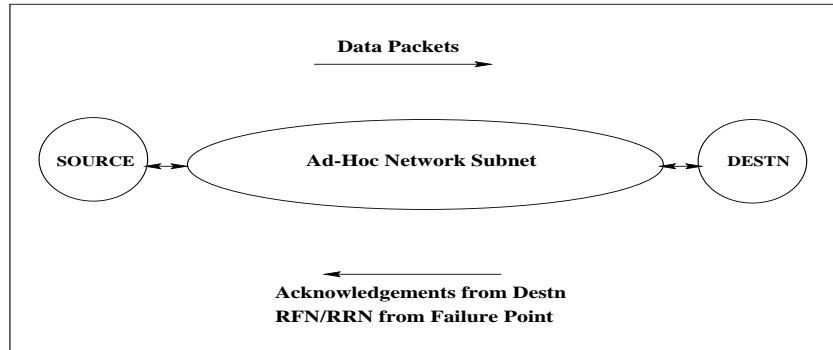 Data Packets
SOURCE
Ad-Hoc Network Subnet
DESTN
Acknowledgements from Destn
RFN/RRN from Failure Point